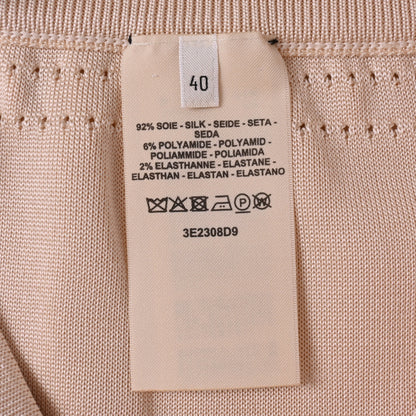 40
92% SOIE - SILK - SEIDE - SETA -
SEDA
6% POLYAMIDE - POLYAMID -
POLIAMMIDE - POLIAMIDA
2% ELASTHANNE - ELASTANE -
ELASTHAN - ELASTAN - ELASTANO
P W
3E2308D9